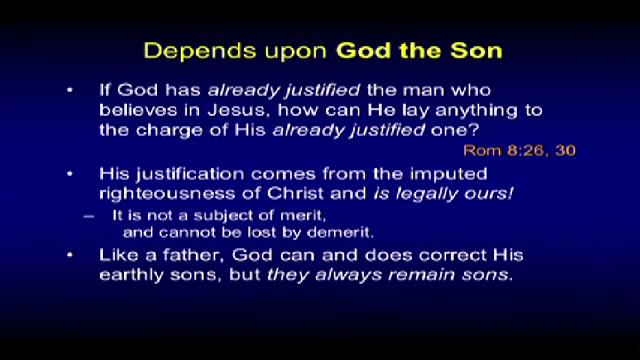 Depends upon God the Son
• If God has already justified the man who
believes in Jesus, how can He lay anything to
the charge of His already justified one?
Rom 8:26, 30
• His justification comes from the imputed
righteousness of Christ and is legally ours!
– It is not a subject of merit,
and cannot be lost by demerit.
• Like a father, God can and does correct His
earthly sons, but they always remain sons.